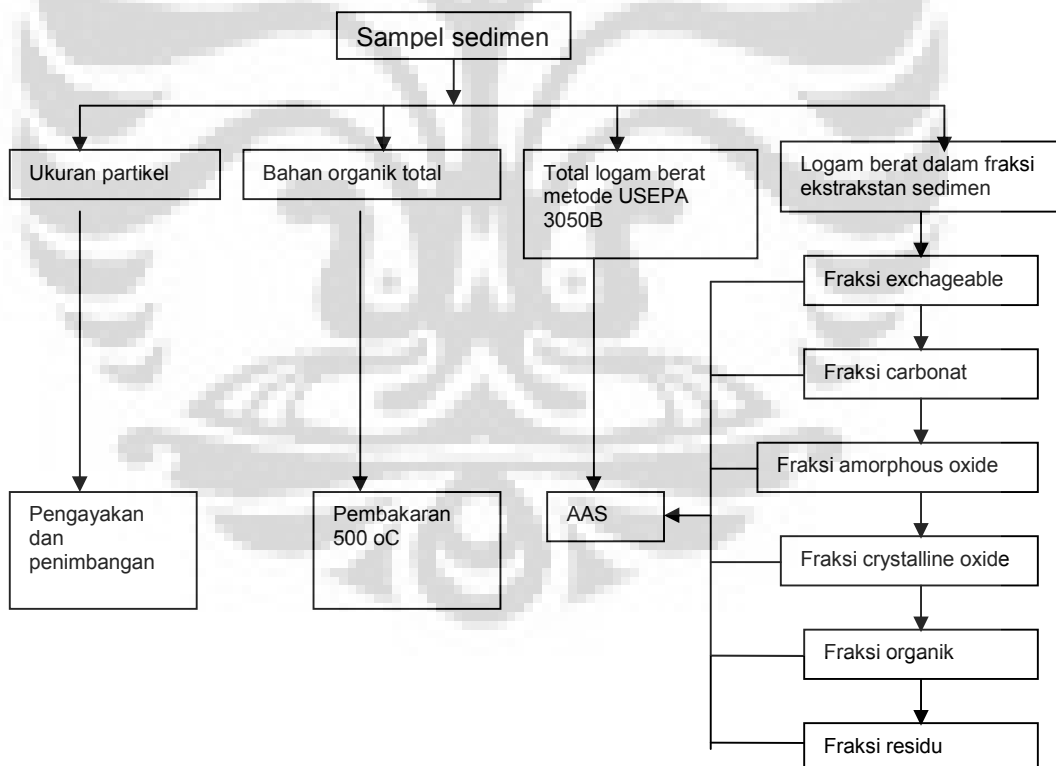 Sampel sedimen
Ukuran partikel
Bahan organik total
Total logam berat
metode USEPA
3050B
Logam berat dalam fraksi
ekstrakstan sedimen
Fraksi exchageable
Fraksi carbonat
Fraksi amorphous oxide
Pengayakan
dan
penimbangan
Pembakaran
500 oC
AAS
Fraksi crystalline oxide
Fraksi organik
Fraksi residu